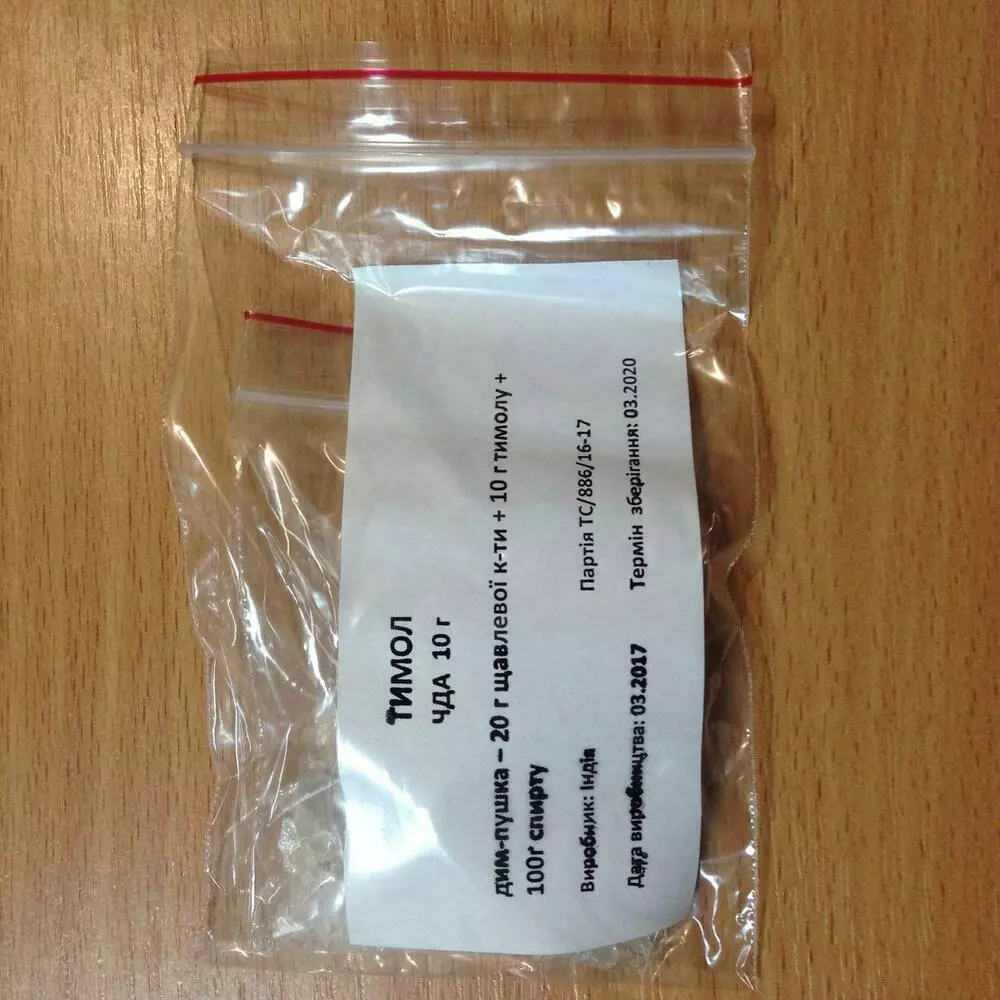 ТИМОЛ
ЧДА 10 г
дим-пушка – 20 г щавлевої к-ти + 10 г тимолу +
100г спирту
Виробник: Індія Партія ТС/886/16-17
Дата виробництва: 03.2017 Термін зберігання: 03.2020